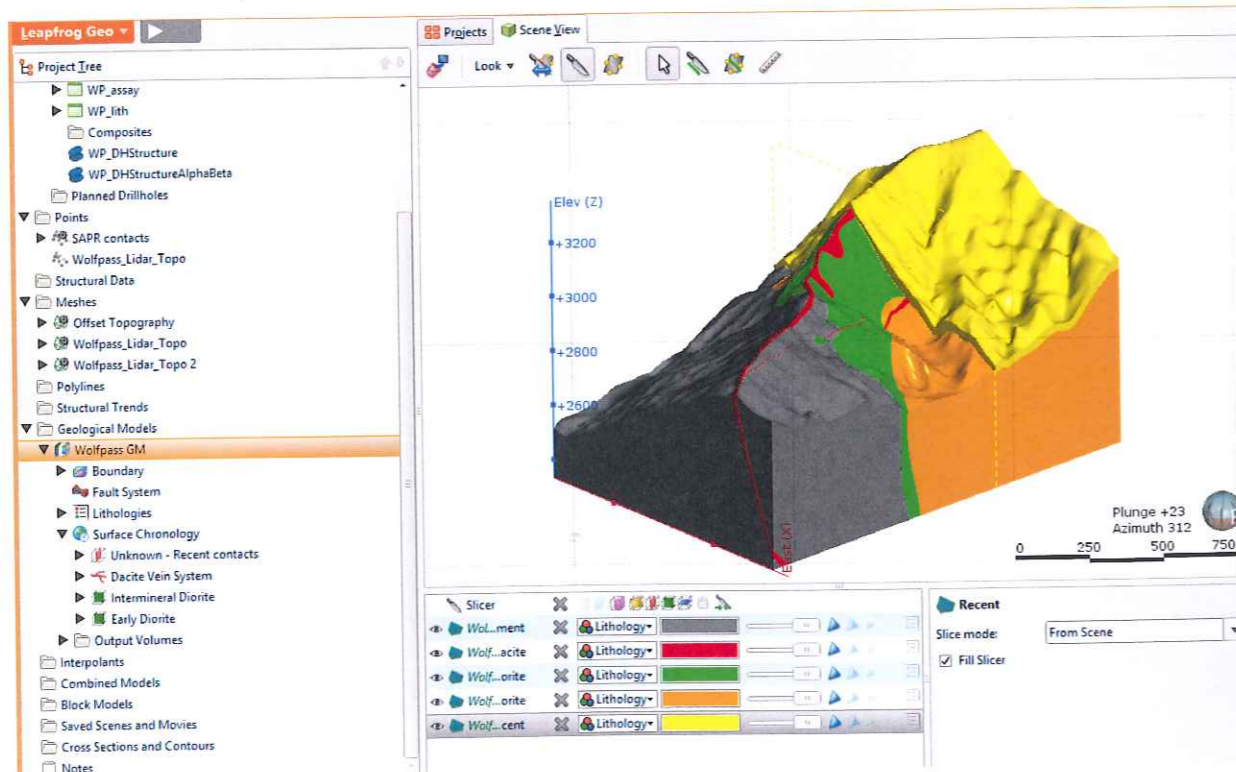 Leapfrog Geo
Project Tree
WP_assay
WP_lith
Composites
WP_DHStructure
WP_DHStructureAlphaBeta
Planned Drillholes
Points
SAPR contacts
Wolfpass_Lidar_Topo
Structural Data
Meshes
Offset Topography
Wolfpass_Lidar_Topo
Wolfpass_Lidar_Topo 2
Polylines
Structural Trends
Geological Models
Wolfpass GM
Boundary
Fault System
Lithologies
Surface Chronology
Unknown - Recent contacts
Dacite Vein System
Intermineral Diorite
Early Diorite
Output Volumes
Interpolants
Combined Models
Block Models
Saved Scenes and Movies
Cross Sections and Contours
Notes
Projects Scene View
Look
Elev (Z)
+3200
+3000
+2800
+2600
East (X)
Plunge +23
Azimuth 312
0 250 500 750
Slicer
Wol...ment Lithology
Wolf...acite Lithology
Wolf...orite Lithology
Wolf...orite Lithology
Wolf...cent Lithology
Recent
Slice mode: From Scene
Fill Slicer